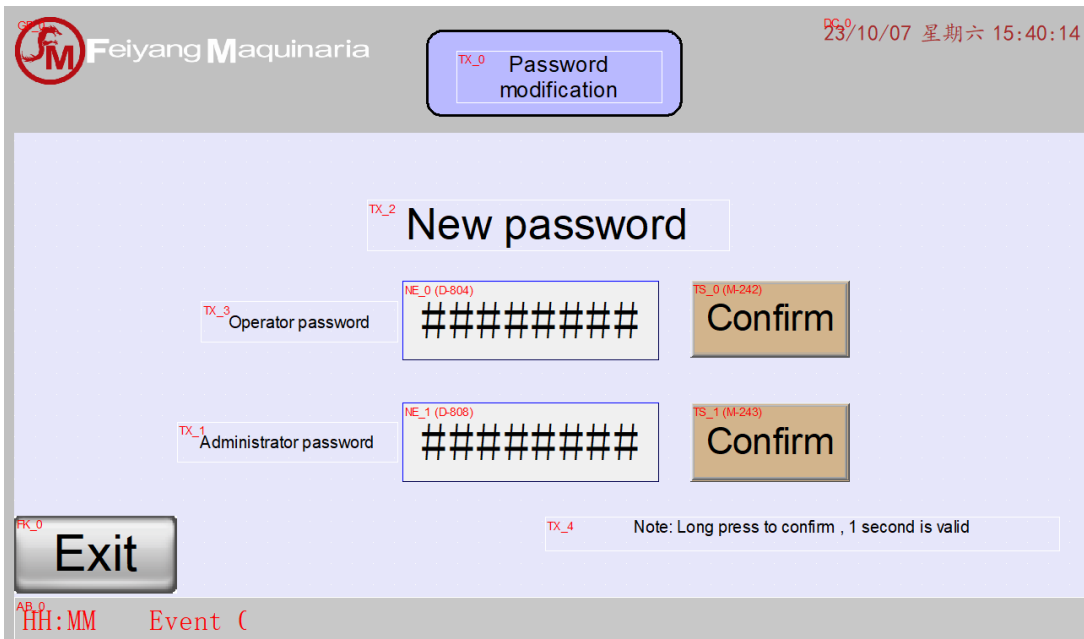 GP_0
FM Feiyang Maquinaria
TX_0
Password
modification
DC_0
23/10/07 星期六 15:40:14
TX_2
New password
TX_3
Operator password
NE_0 (D-804)
########
TS_0 (M-242)
Confirm
TX_1
Administrator password
NE_1 (D-808)
########
TS_1 (M-243)
Confirm
FK_0
Exit
TX_4
Note: Long press to confirm , 1 second is valid
AB_0
HH:MM Event (